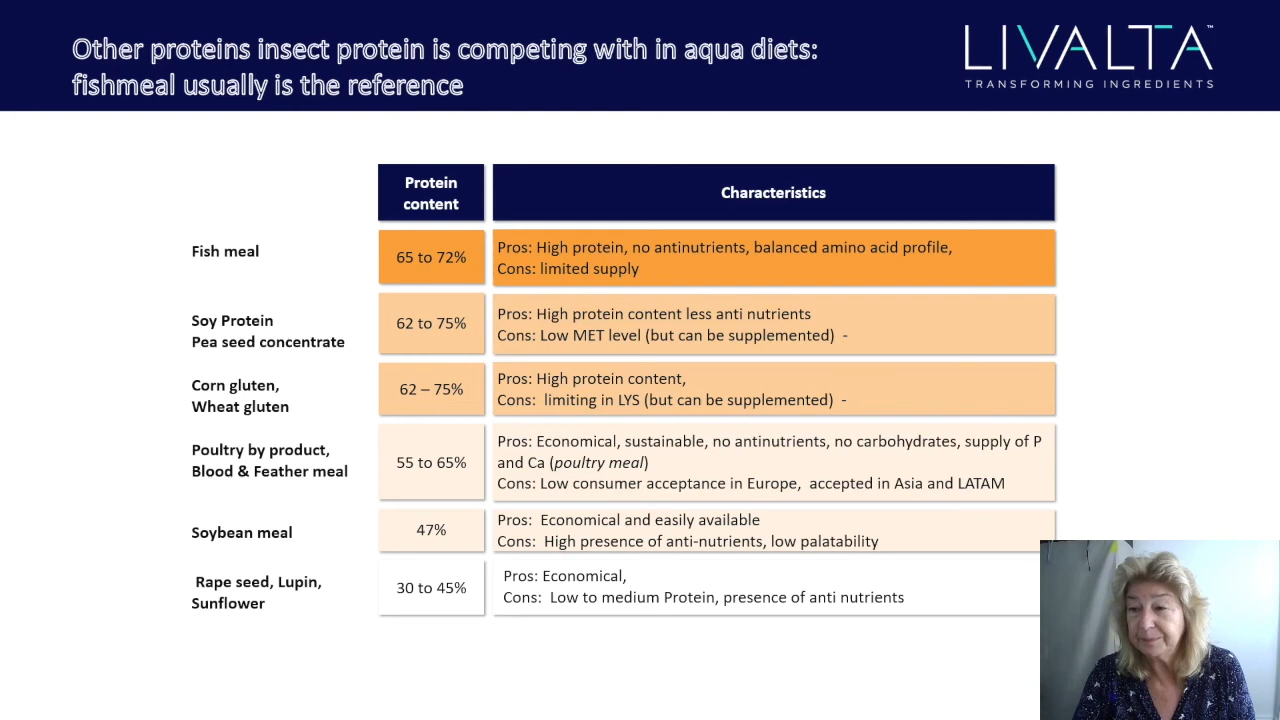 Other proteins insect protein is competing with in aqua diets:
fishmeal usually is the reference
LIVALTA™
TRANSFORMING INGREDIENTS
Protein
content
Characteristics
Fish meal
65 to 72%
Pros: High protein, no antinutrients, balanced amino acid profile,
Cons: limited supply
Soy Protein
Pea seed concentrate
62 to 75%
Pros: High protein content less anti nutrients
Cons: Low MET level (but can be supplemented) -
Corn gluten,
Wheat gluten
62 – 75%
Pros: High protein content,
Cons: limiting in LYS (but can be supplemented) -
Poultry by product,
Blood & Feather meal
55 to 65%
Pros: Economical, sustainable, no antinutrients, no carbohydrates, supply of P
and Ca (poultry meal)
Cons: Low consumer acceptance in Europe, accepted in Asia and LATAM
Soybean meal
47%
Pros: Economical and easily available
Cons: High presence of anti-nutrients, low palatability
Rape seed, Lupin,
Sunflower
30 to 45%
Pros: Economical,
Cons: Low to medium Protein, presence of anti nutrients